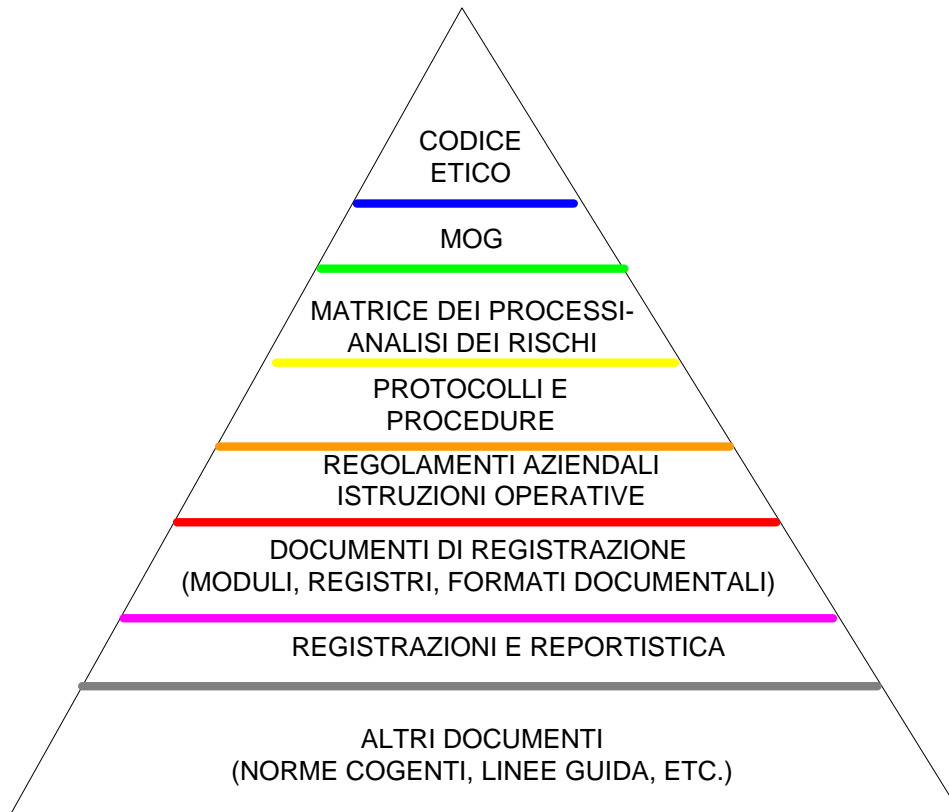 CODICE
ETICO
MOG
MATRICE DEI PROCESSI-
ANALISI DEI RISCHI
PROTOCOLLI E
PROCEDURE
REGOLAMENTI AZIENDALI
ISTRUZIONI OPERATIVE
DOCUMENTI DI REGISTRAZIONE
(MODULI, REGISTRI, FORMATI DOCUMENTALI)
REGISTRAZIONI E REPORTISTICA
ALTRI DOCUMENTI
(NORME COGENTI, LINEE GUIDA, ETC.)